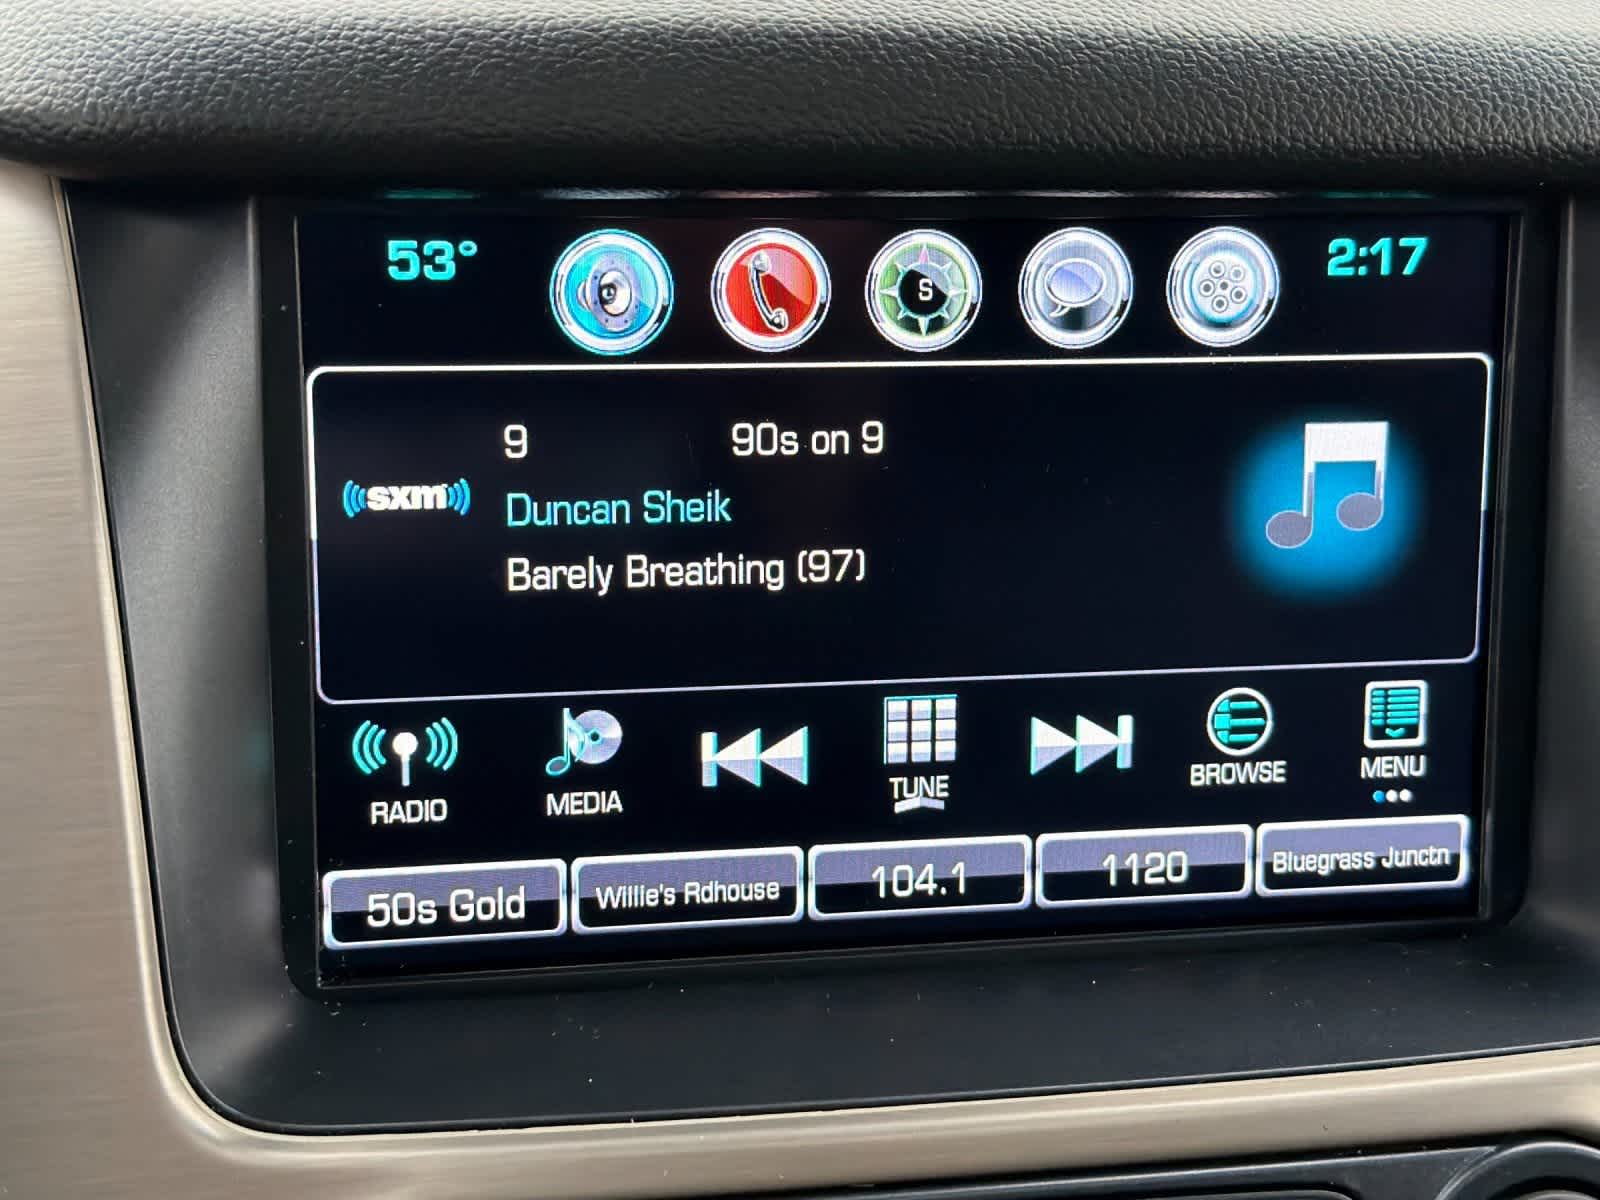 53°
S
2:17
9
90s on 9
sxm
Duncan Sheik
Barely Breathing (97)
RADIO
MEDIA
TUNE
BROWSE
MENU
50s Gold
Willie's Rdhouse
104.1
1120
Bluegrass Junctn